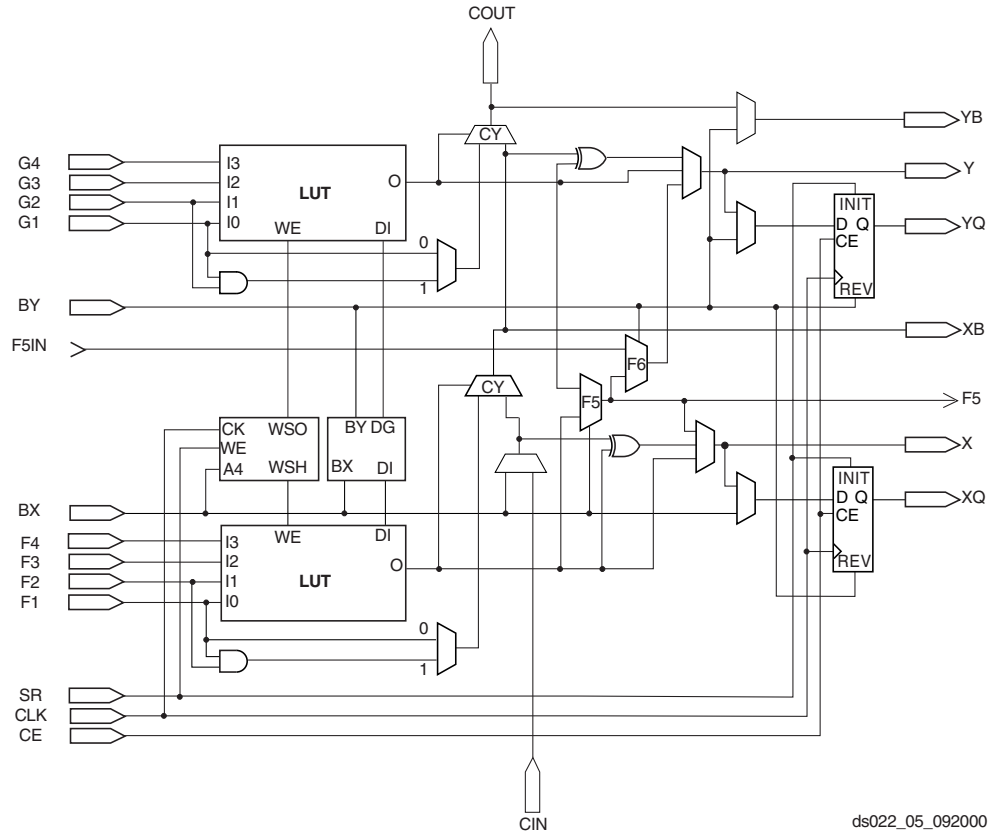 COUT
YB
CY
G4
G3
G2
G1
I3
I2
I1
I0
LUT
O
WE
DI
Y
INIT
D Q
CE
REV
YQ
0
1
BY
XB
F5IN
F6
CY
F5
F5
CK
WSO
WE
WSH
A4
BY DG
BX
DI
X
INIT
D Q
CE
REV
XQ
BX
F4
F3
F2
F1
I3
I2
I1
I0
WE
DI
LUT
O
0
1
SR
CLK
CE
CIN
ds022_05_092000